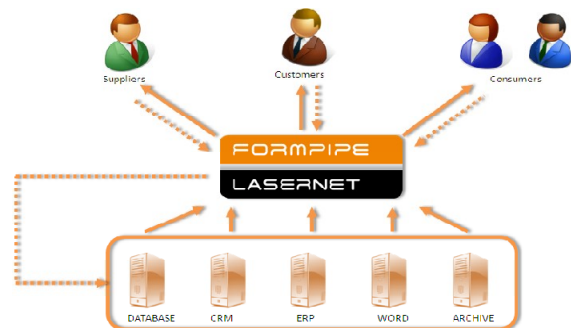 Suppliers
Customers
Consumers
FORMPIPE
LASERNET
DATABASE CRM ERP WORD ARCHIVE